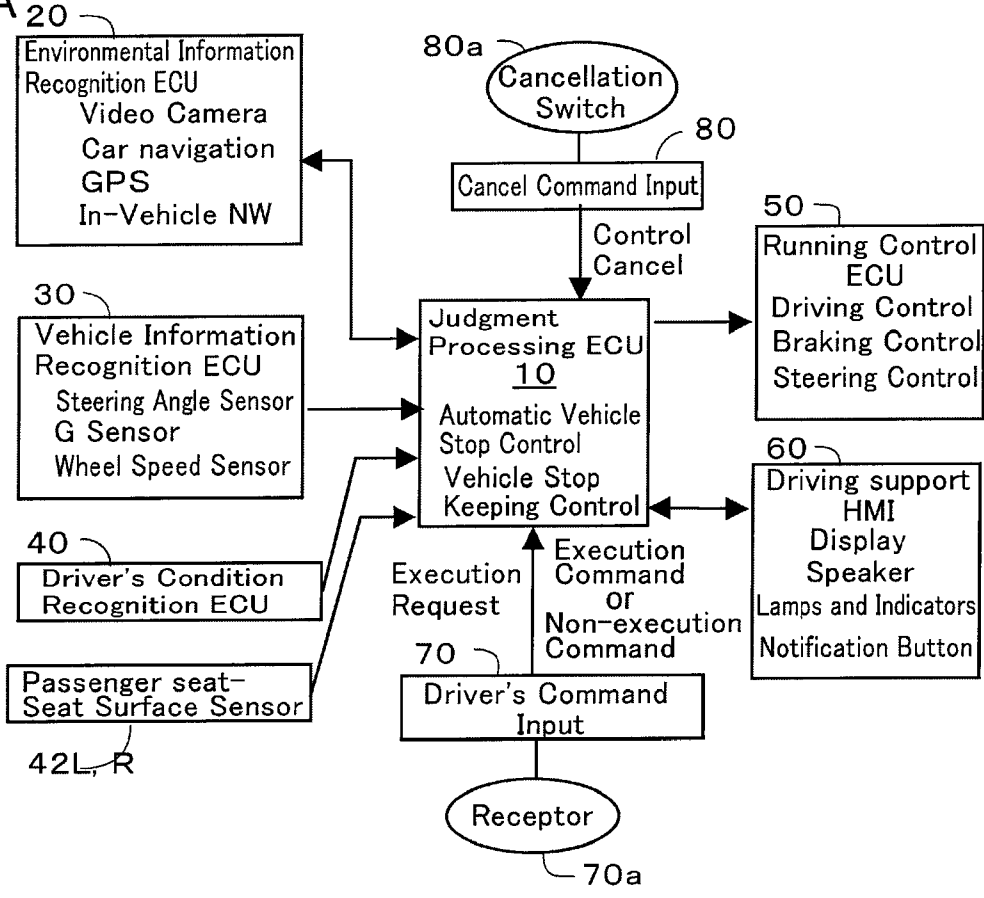 A
20
Environmental Information
Recognition ECU
Video Camera
Car navigation
GPS
In-Vehicle NW
30
Vehicle Information
Recognition ECU
Steering Angle Sensor
G Sensor
Wheel Speed Sensor
40
Driver's Condition
Recognition ECU
Passenger seat-
Seat Surface Sensor
42L, R
80a
Cancellation
Switch
80
Cancel Command Input
Control
Cancel
Judgment
Processing ECU
10
Automatic Vehicle
Stop Control
Vehicle Stop
Keeping Control
Execution
Request
Execution
Command
or
Non-execution
Command
70
Driver's Command
Input
Receptor
70a
50
Running Control
ECU
Driving Control
Braking Control
Steering Control
60
Driving support
HMI
Display
Speaker
Lamps and Indicators
Notification Button